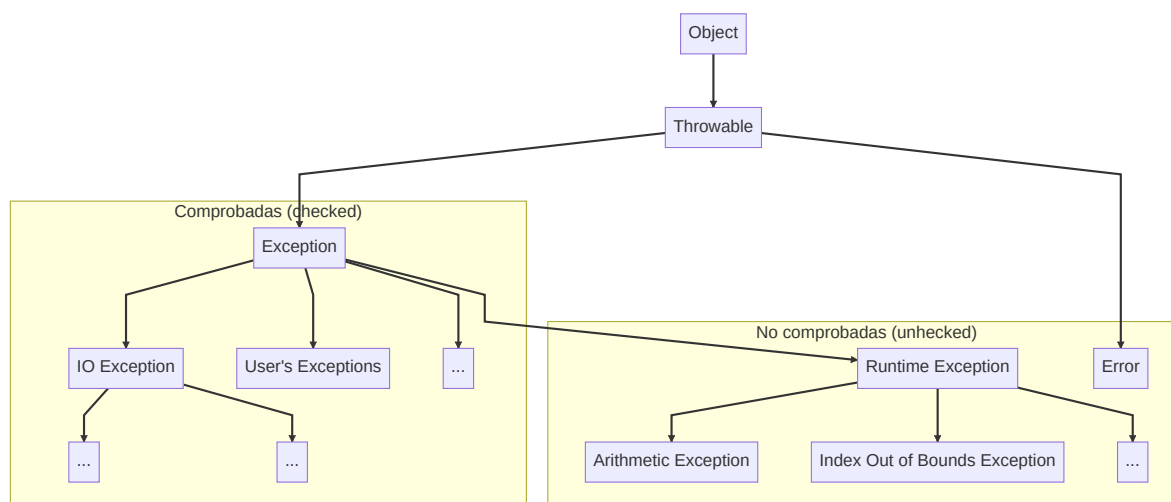 Object
Throwable
Comprobadas (checked)
Exception
No comprobadas (unhecked)
IO Exception
User's Exceptions
...
Runtime Exception
Error
...
...
Arithmetic Exception
Index Out of Bounds Exception
...